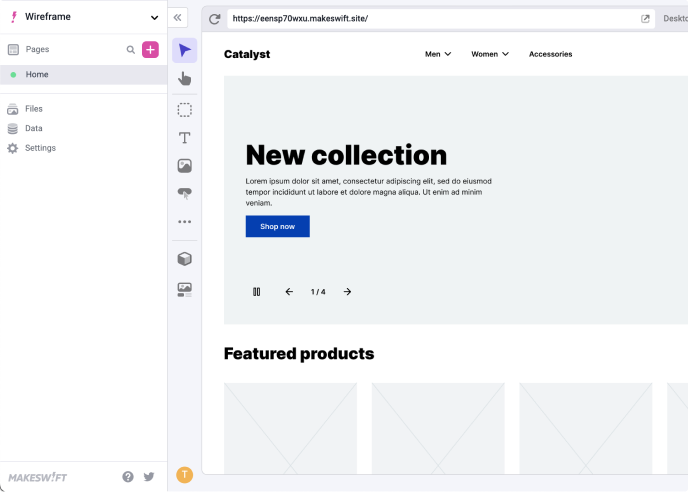 Wireframe
https://eensp70wxu.makeswift.site/
Pages
Home
Files
Data
Settings
Catalyst
Men
Women
Accessories
New collection
Lorem ipsum dolor sit amet, consectetur adipiscing elit, sed do eiusmod
tempor incididunt ut labore et dolore magna aliqua. Ut enim ad minim
veniam.
Shop now
1 / 4
Featured products
MAKESW!FT
T